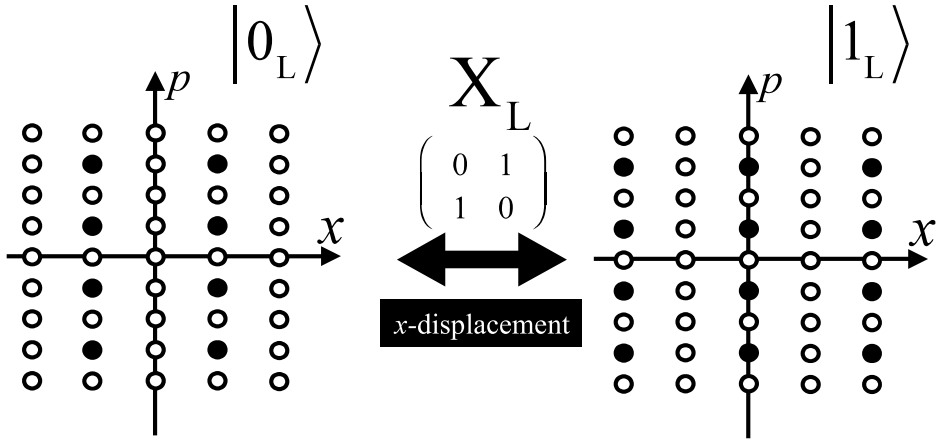 |0_L⟩
p
x
X_L
0 1
1 0
x-displacement
|1_L⟩
p
x